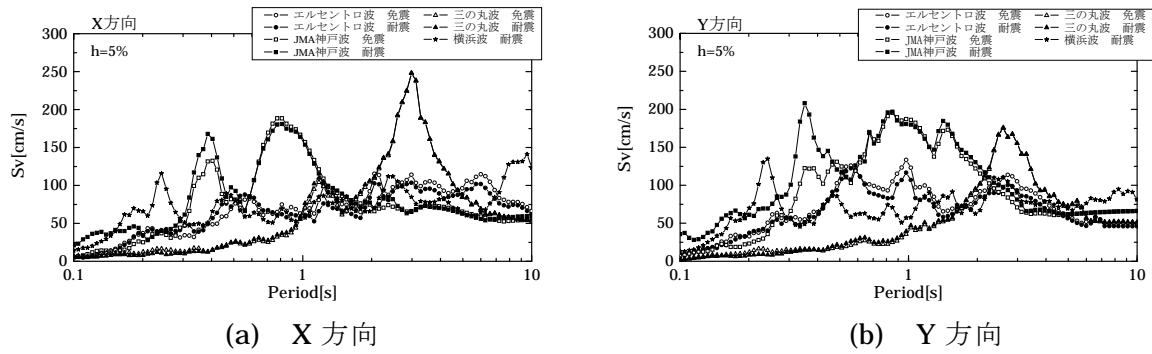 X方向
エルセントロ波 免震
エルセントロ波 耐震
JMA神戸波 免震
JMA神戸波 耐震
三の丸波 免震
三の丸波 耐震
横浜波 耐震
h=5%
300
250
200
150
100
50
0
Sv[cm/s]
0.1
1
10
Period[s]
(a) X 方向
Y方向
エルセントロ波 免震
エルセントロ波 耐震
JMA神戸波 免震
JMA神戸波 耐震
三の丸波 免震
三の丸波 耐震
横浜波 耐震
h=5%
300
250
200
150
100
50
0
Sv[cm/s]
0.1
1
10
Period[s]
(b) Y 方向